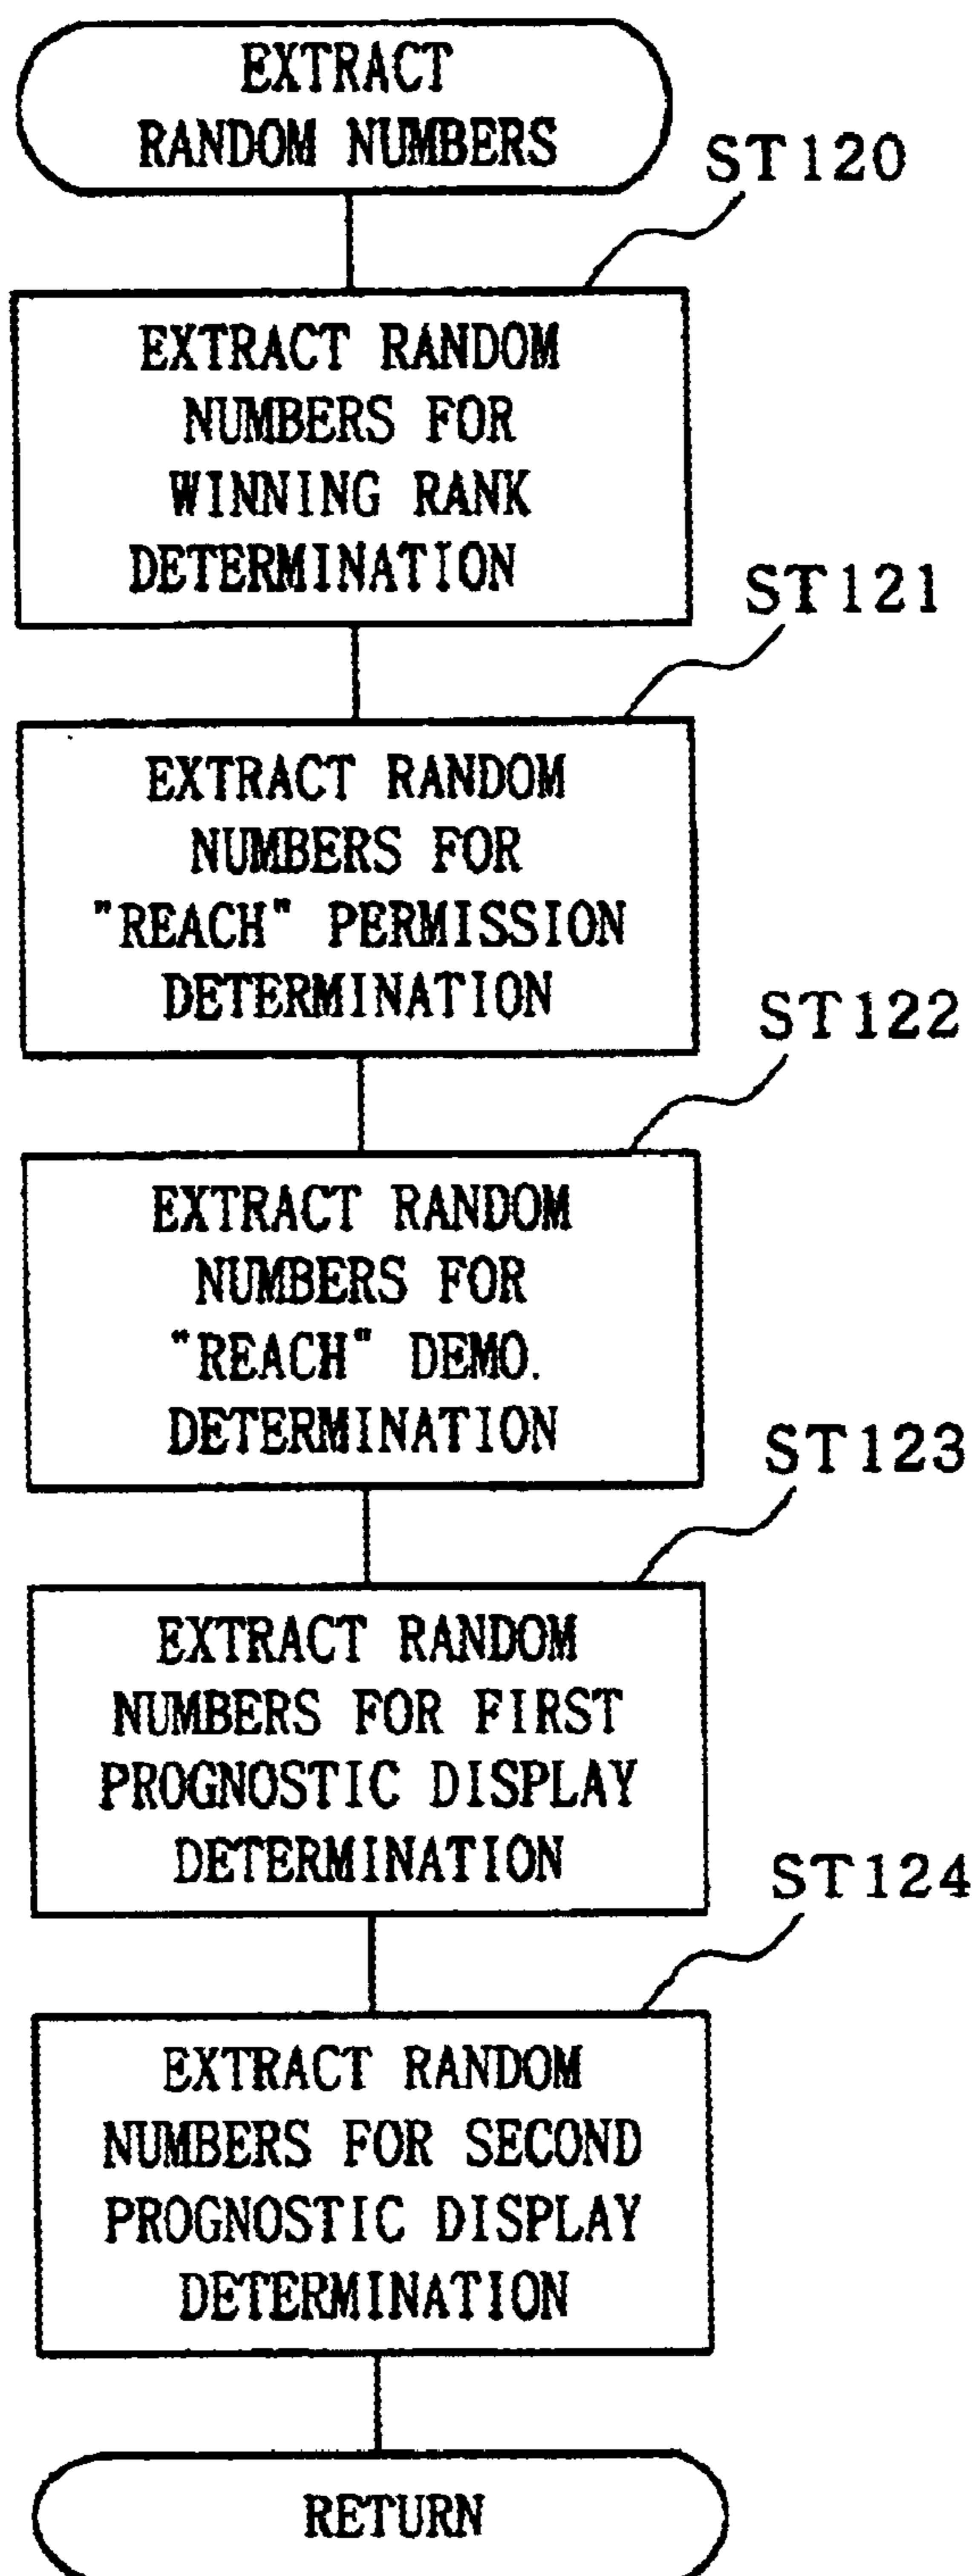 EXTRACT
RANDOM NUMBERS
ST120
EXTRACT RANDOM
NUMBERS FOR
WINNING RANK
DETERMINATION
ST121
EXTRACT RANDOM
NUMBERS FOR
"REACH" PERMISSION
DETERMINATION
ST122
EXTRACT RANDOM
NUMBERS FOR
"REACH" DEMO.
DETERMINATION
ST123
EXTRACT RANDOM
NUMBERS FOR FIRST
PROGNOSTIC DISPLAY
DETERMINATION
ST124
EXTRACT RANDOM
NUMBERS FOR SECOND
PROGNOSTIC DISPLAY
DETERMINATION
RETURN